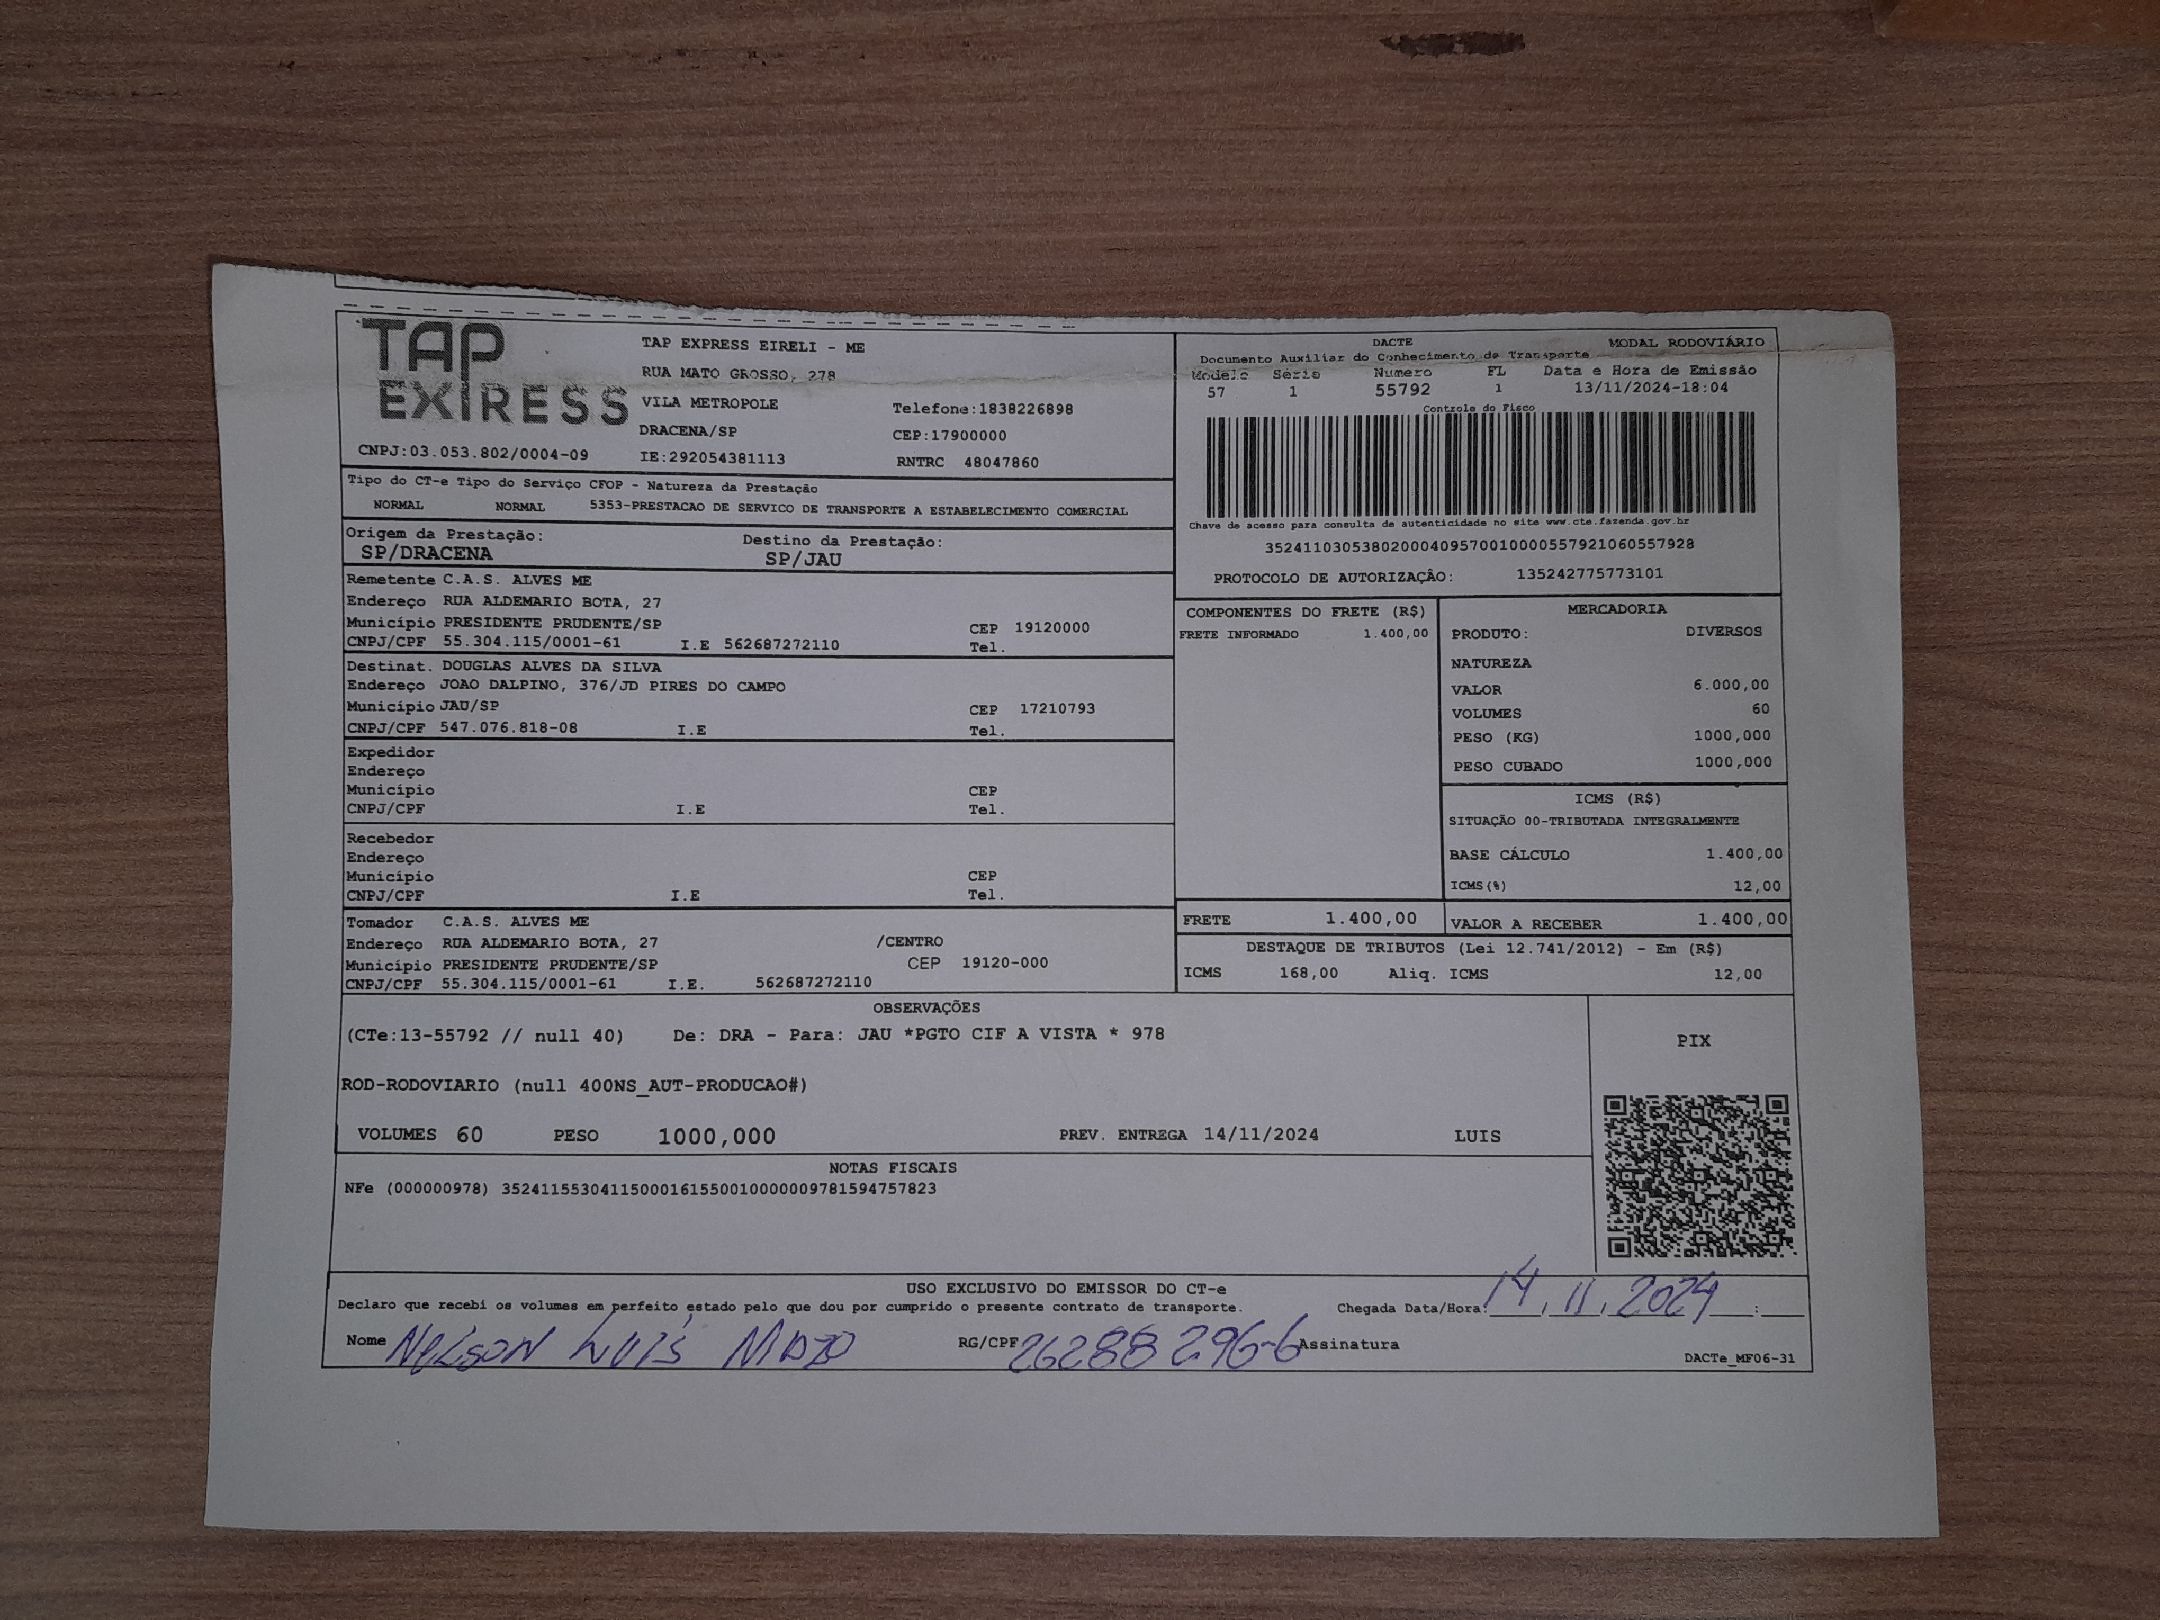 TAP
EXPRESS
TAP EXPRESS EIRELI - ME
RUA MATO GROSSO, 278
VILA METROPOLE Telefone:1838226898
DRACENA/SP CEP:17900000
CNPJ:03.053.802/0004-09 IE:292054381113 RNTRC 48047860
DACTE MODAL RODOVIÁRIO
Documento Auxiliar do Conhecimento de Transporte
Modelo Série Numero FL Data e Hora de Emissão
57 1 55792 1 13/11/2024-18:04
Controle do Fisco
Chave de acesso para consulta de autenticidade no site www.cte.fazenda.gov.br
35241103053802000409570010000557921060557928
PROTOCOLO DE AUTORIZAÇÃO: 135242775773101
Tipo do CT-e Tipo do Serviço CFOP - Natureza da Prestação
NORMAL NORMAL 5353-PRESTACAO DE SERVICO DE TRANSPORTE A ESTABELECIMENTO COMERCIAL
Origem da Prestação: Destino da Prestação:
SP/DRACENA SP/JAU
Remetente C.A.S. ALVES ME
Endereço RUA ALDEMARIO BOTA, 27
Município PRESIDENTE PRUDENTE/SP CEP 19120000
CNPJ/CPF 55.304.115/0001-61 I.E 562687272110 Tel.
Destinat. DOUGLAS ALVES DA SILVA
Endereço JOAO DALPINO, 376/JD PIRES DO CAMPO
Município JAU/SP CEP 17210793
CNPJ/CPF 547.076.818-08 I.E Tel.
Expedidor
Endereço
Município CEP
CNPJ/CPF I.E Tel.
Recebedor
Endereço
Município CEP
CNPJ/CPF I.E Tel.
Tomador C.A.S. ALVES ME
Endereço RUA ALDEMARIO BOTA, 27 /CENTRO
Município PRESIDENTE PRUDENTE/SP CEP 19120-000
CNPJ/CPF 55.304.115/0001-61 I.E. 562687272110
COMPONENTES DO FRETE (R$)
FRETE INFORMADO 1.400,00
MERCADORIA
PRODUTO: DIVERSOS
NATUREZA
VALOR 6.000,00
VOLUMES 60
PESO (KG) 1000,000
PESO CUBADO 1000,000
ICMS (R$)
SITUAÇÃO 00-TRIBUTADA INTEGRALMENTE
BASE CÁLCULO 1.400,00
ICMS(%) 12,00
FRETE 1.400,00 VALOR A RECEBER 1.400,00
DESTAQUE DE TRIBUTOS (Lei 12.741/2012) - Em (R$)
ICMS 168,00 Aliq. ICMS 12,00
OBSERVAÇÕES
(CTe:13-55792 // null 40) De: DRA - Para: JAU *PGTO CIF A VISTA * 978
ROD-RODOVIARIO (null 400NS_AUT-PRODUCAO#)
VOLUMES 60 PESO 1000,000 PREV. ENTREGA 14/11/2024 LUIS
PIX
NOTAS FISCAIS
NFe (000000978) 35241155304115000161550010000009781594757823
USO EXCLUSIVO DO EMISSOR DO CT-e
Declaro que recebi os volumes em perfeito estado pelo que dou por cumprido o presente contrato de transporte. Chegada Data/Hora: 14.11.2024 :
Nome Nelson Luís RG/CPF 26288296-6 Assinatura
DACTe_MF06-31